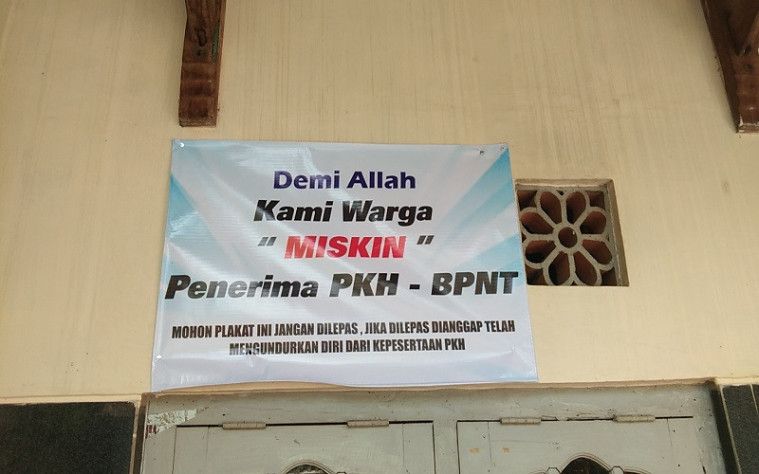 Demi Allah
Kami Warga
“ MISKIN ”
Penerima PKH - BPNT
MOHON PLAKAT INI JANGAN DILEPAS , JIKA DILEPAS DIANGGAP TELAH
MENGUNDURKAN DIRI DARI KEPESERTAAN PKH